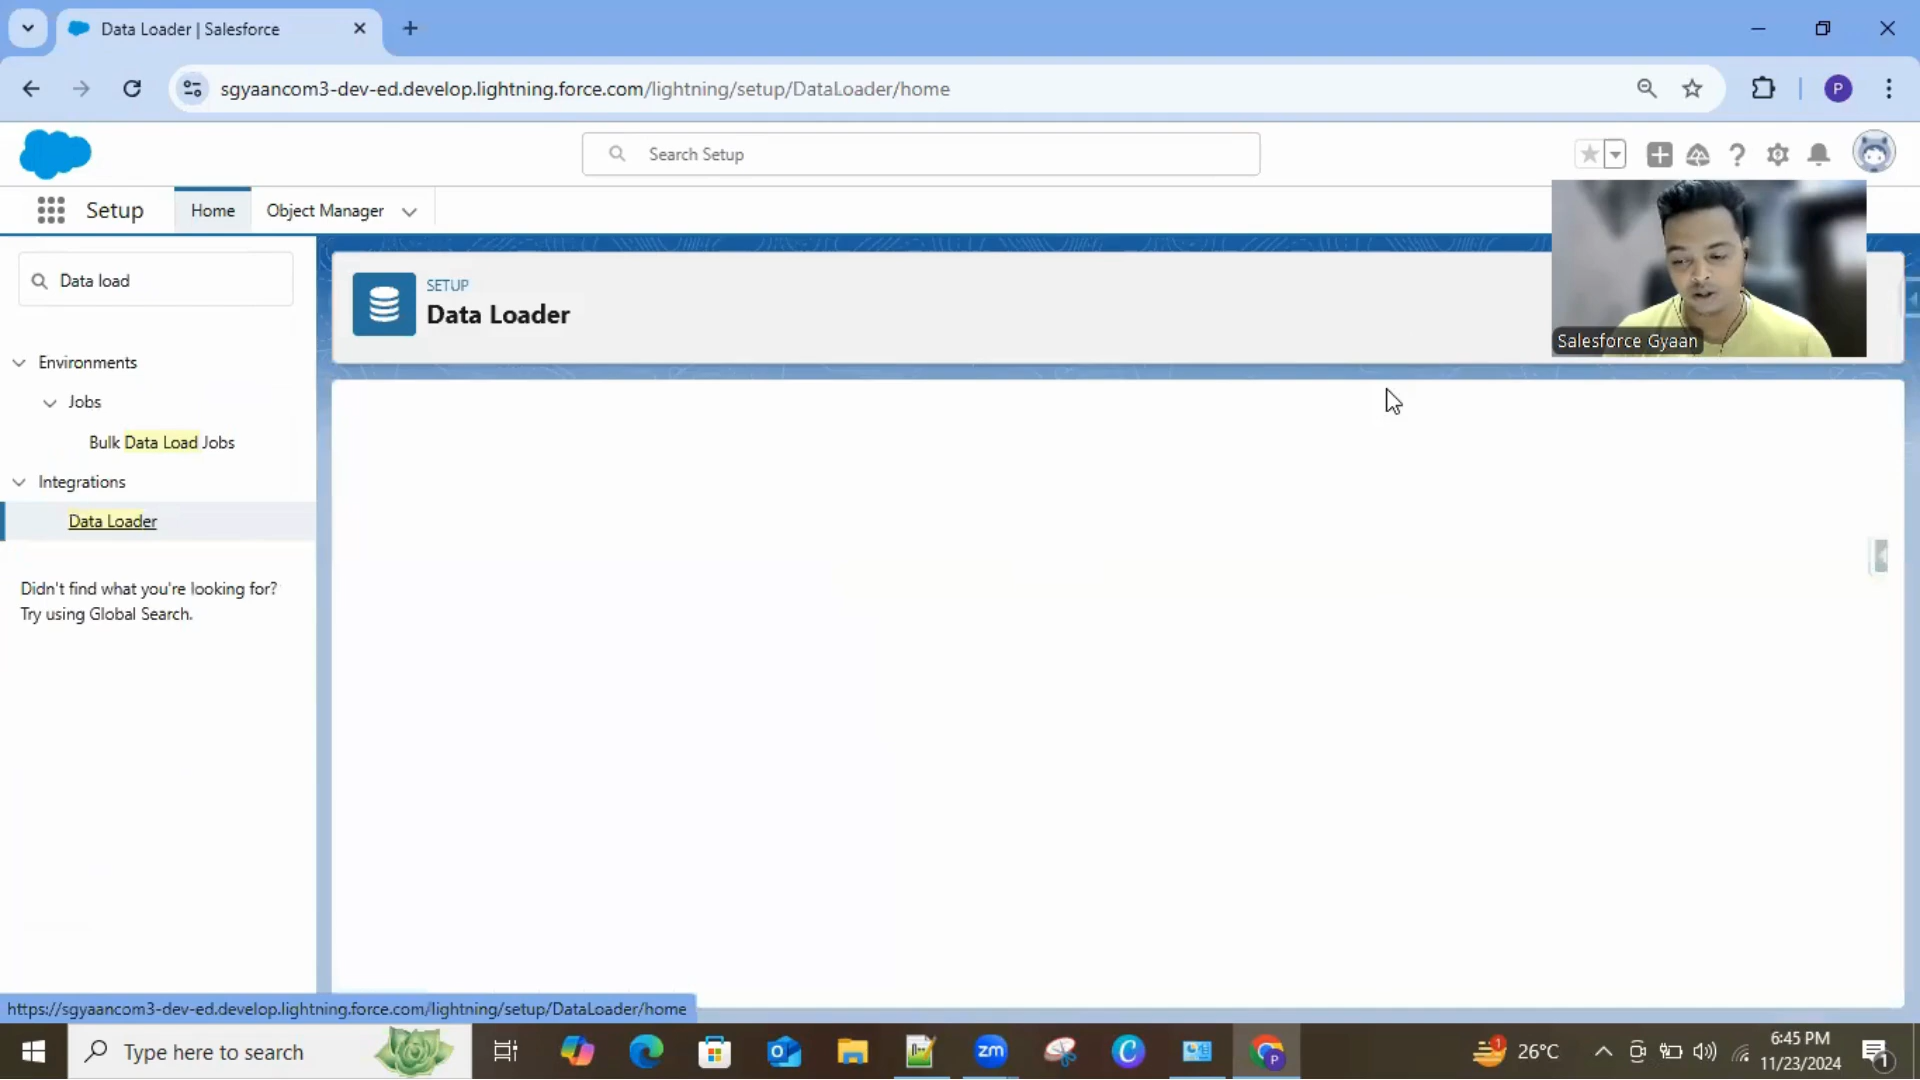 Data Loader | Salesforce
sgyaancom3-dev-ed.develop.lightning.force.com/lightning/setup/DataLoader/home
P
Search Setup
Setup
Home
Object Manager
Data load
SETUP
Data Loader
Salesforce Gyaan
Environments
Jobs
Bulk Data Load Jobs
Integrations
Data Loader
Didn't find what you're looking for?
Try using Global Search.
https://sgyaancom3-dev-ed.develop.lightning.force.com/lightning/setup/DataLoader/home
Type here to search
zm
C
P
1
26°C
6:45 PM
11/23/2024
1